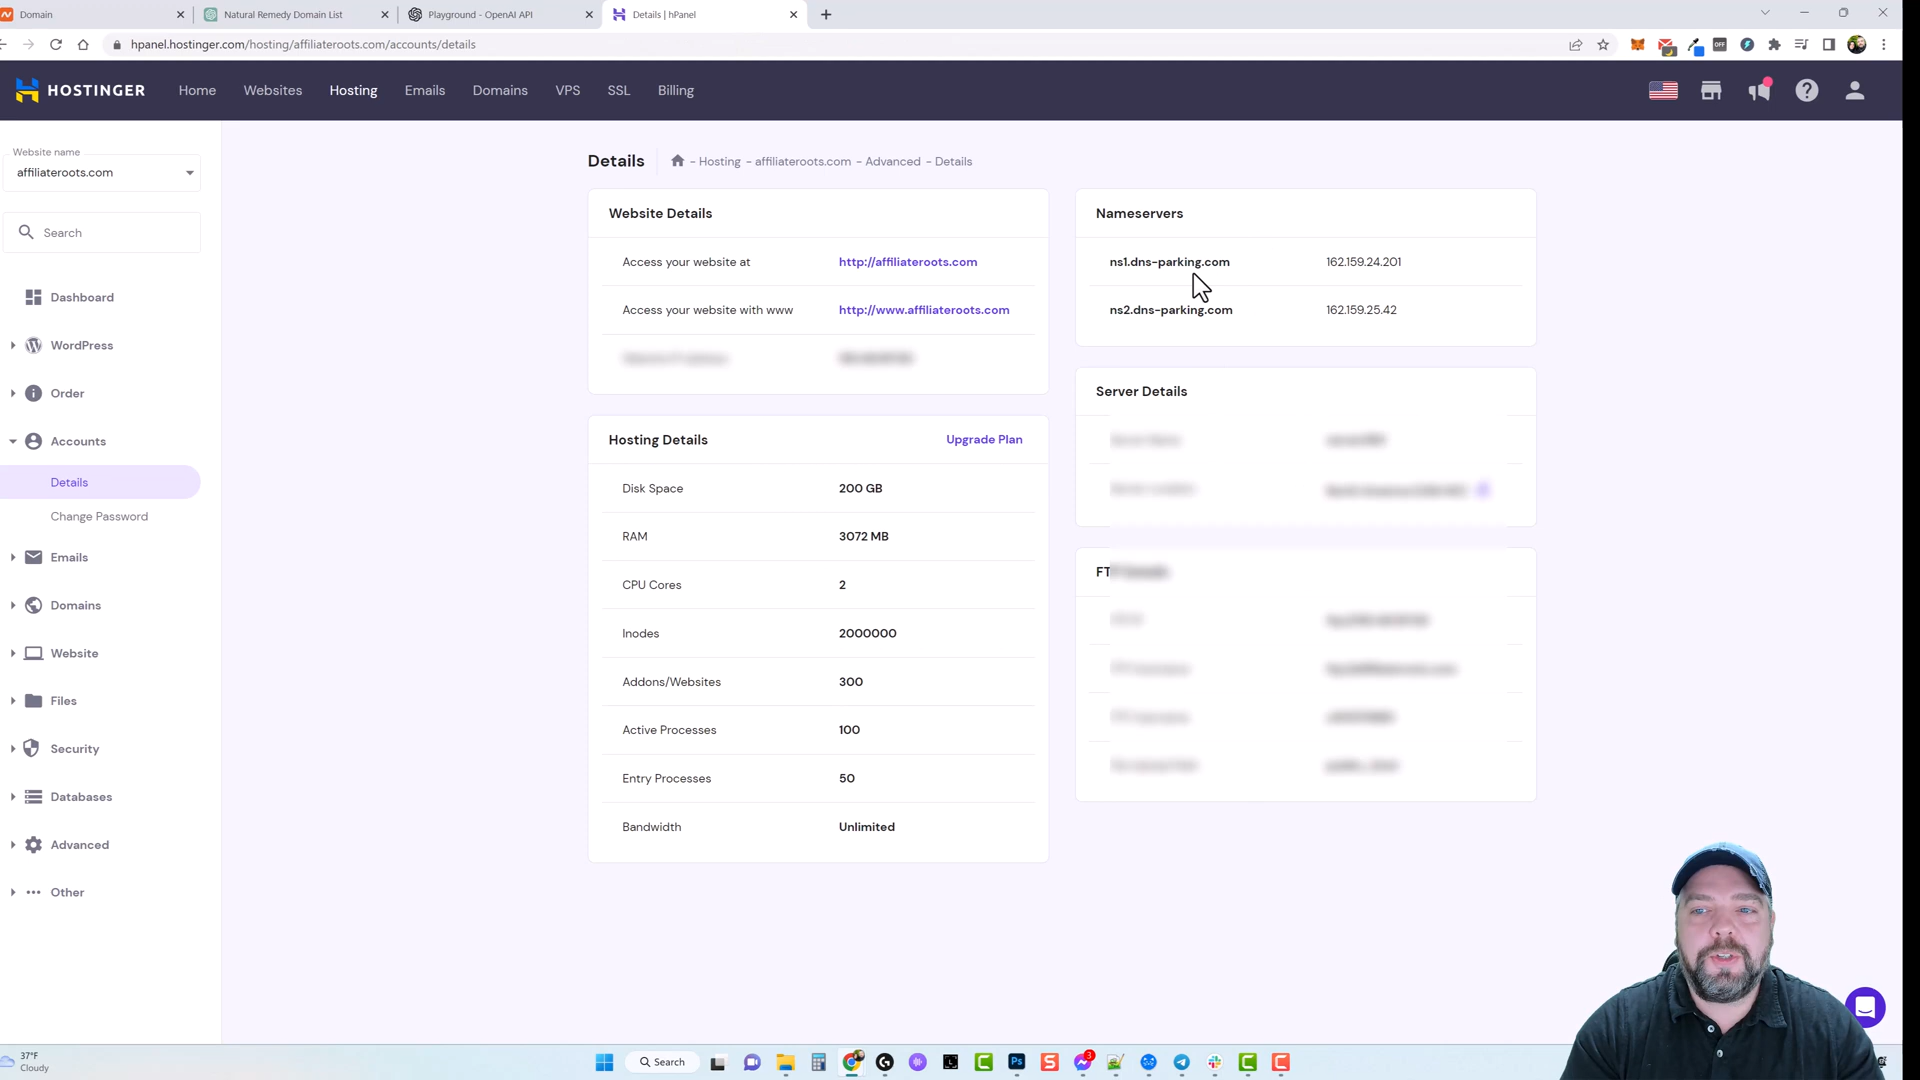 Domain
Natural Remedy Domain List
Playground - OpenAI API
Details | hPanel
hpanel.hostinger.com/hosting/affiliateroots.com/accounts/details
HOSTINGER
Home
Websites
Hosting
Emails
Domains
VPS
SSL
Billing
Website name
affiliateroots.com
Search
Dashboard
WordPress
Order
Accounts
Details
Change Password
Emails
Domains
Website
Files
Security
Databases
Advanced
Other
Details
- Hosting - affiliateroots.com - Advanced - Details
Website Details
Access your website at http://affiliateroots.com
Access your website with www http://www.affiliateroots.com
Hosting Details Upgrade Plan
Disk Space 200 GB
RAM 3072 MB
CPU Cores 2
Inodes 2000000
Addons/Websites 300
Active Processes 100
Entry Processes 50
Bandwidth Unlimited
Nameservers
ns1.dns-parking.com 162.159.24.201
ns2.dns-parking.com 162.159.25.42
Server Details
37°F
Cloudy
Search
OFF
3